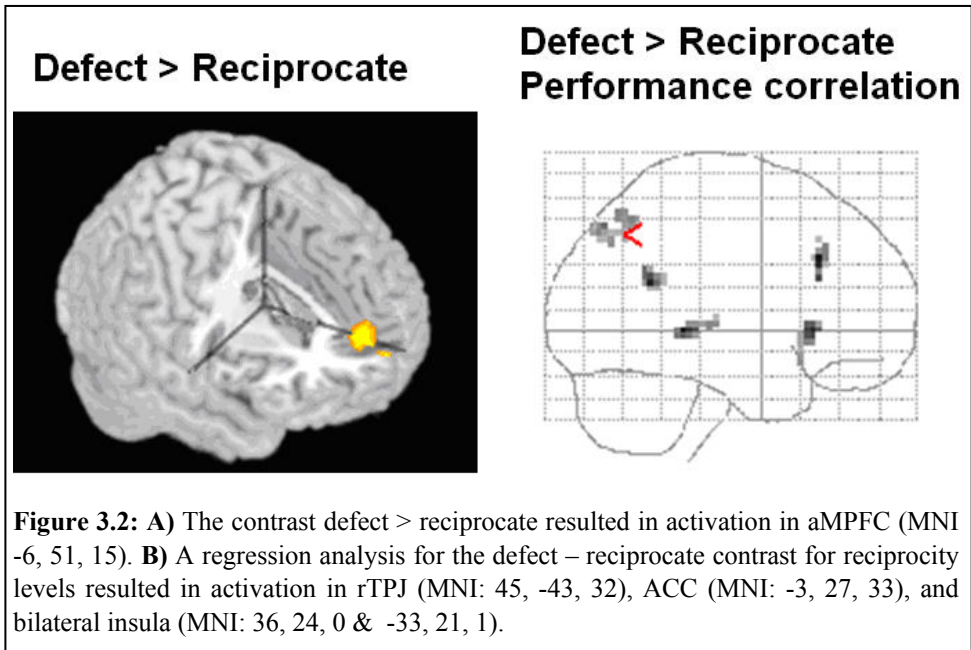 Defect > Reciprocate
Defect > Reciprocate
Performance correlation
Figure 3.2: A) The contrast defect > reciprocate resulted in activation in aMPFC (MNI
-6, 51, 15). B) A regression analysis for the defect – reciprocate contrast for reciprocity
levels resulted in activation in rTPJ (MNI: 45, -43, 32), ACC (MNI: -3, 27, 33), and
bilateral insula (MNI: 36, 24, 0 & -33, 21, 1).